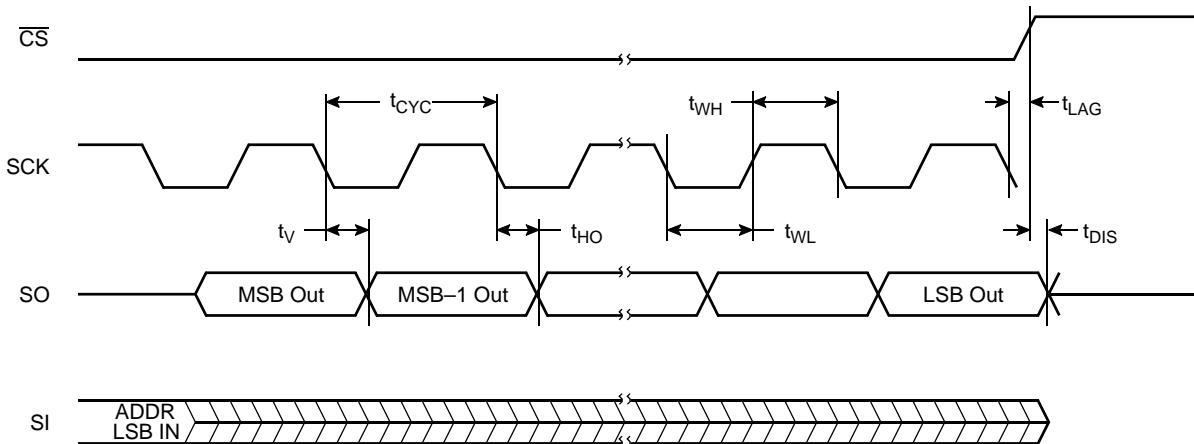 CS
tCYC
tWH
tLAG
SCK
tV
tHO
tWL
tDIS
SO
MSB Out
MSB–1 Out
LSB Out
SI
ADDR
LSB IN